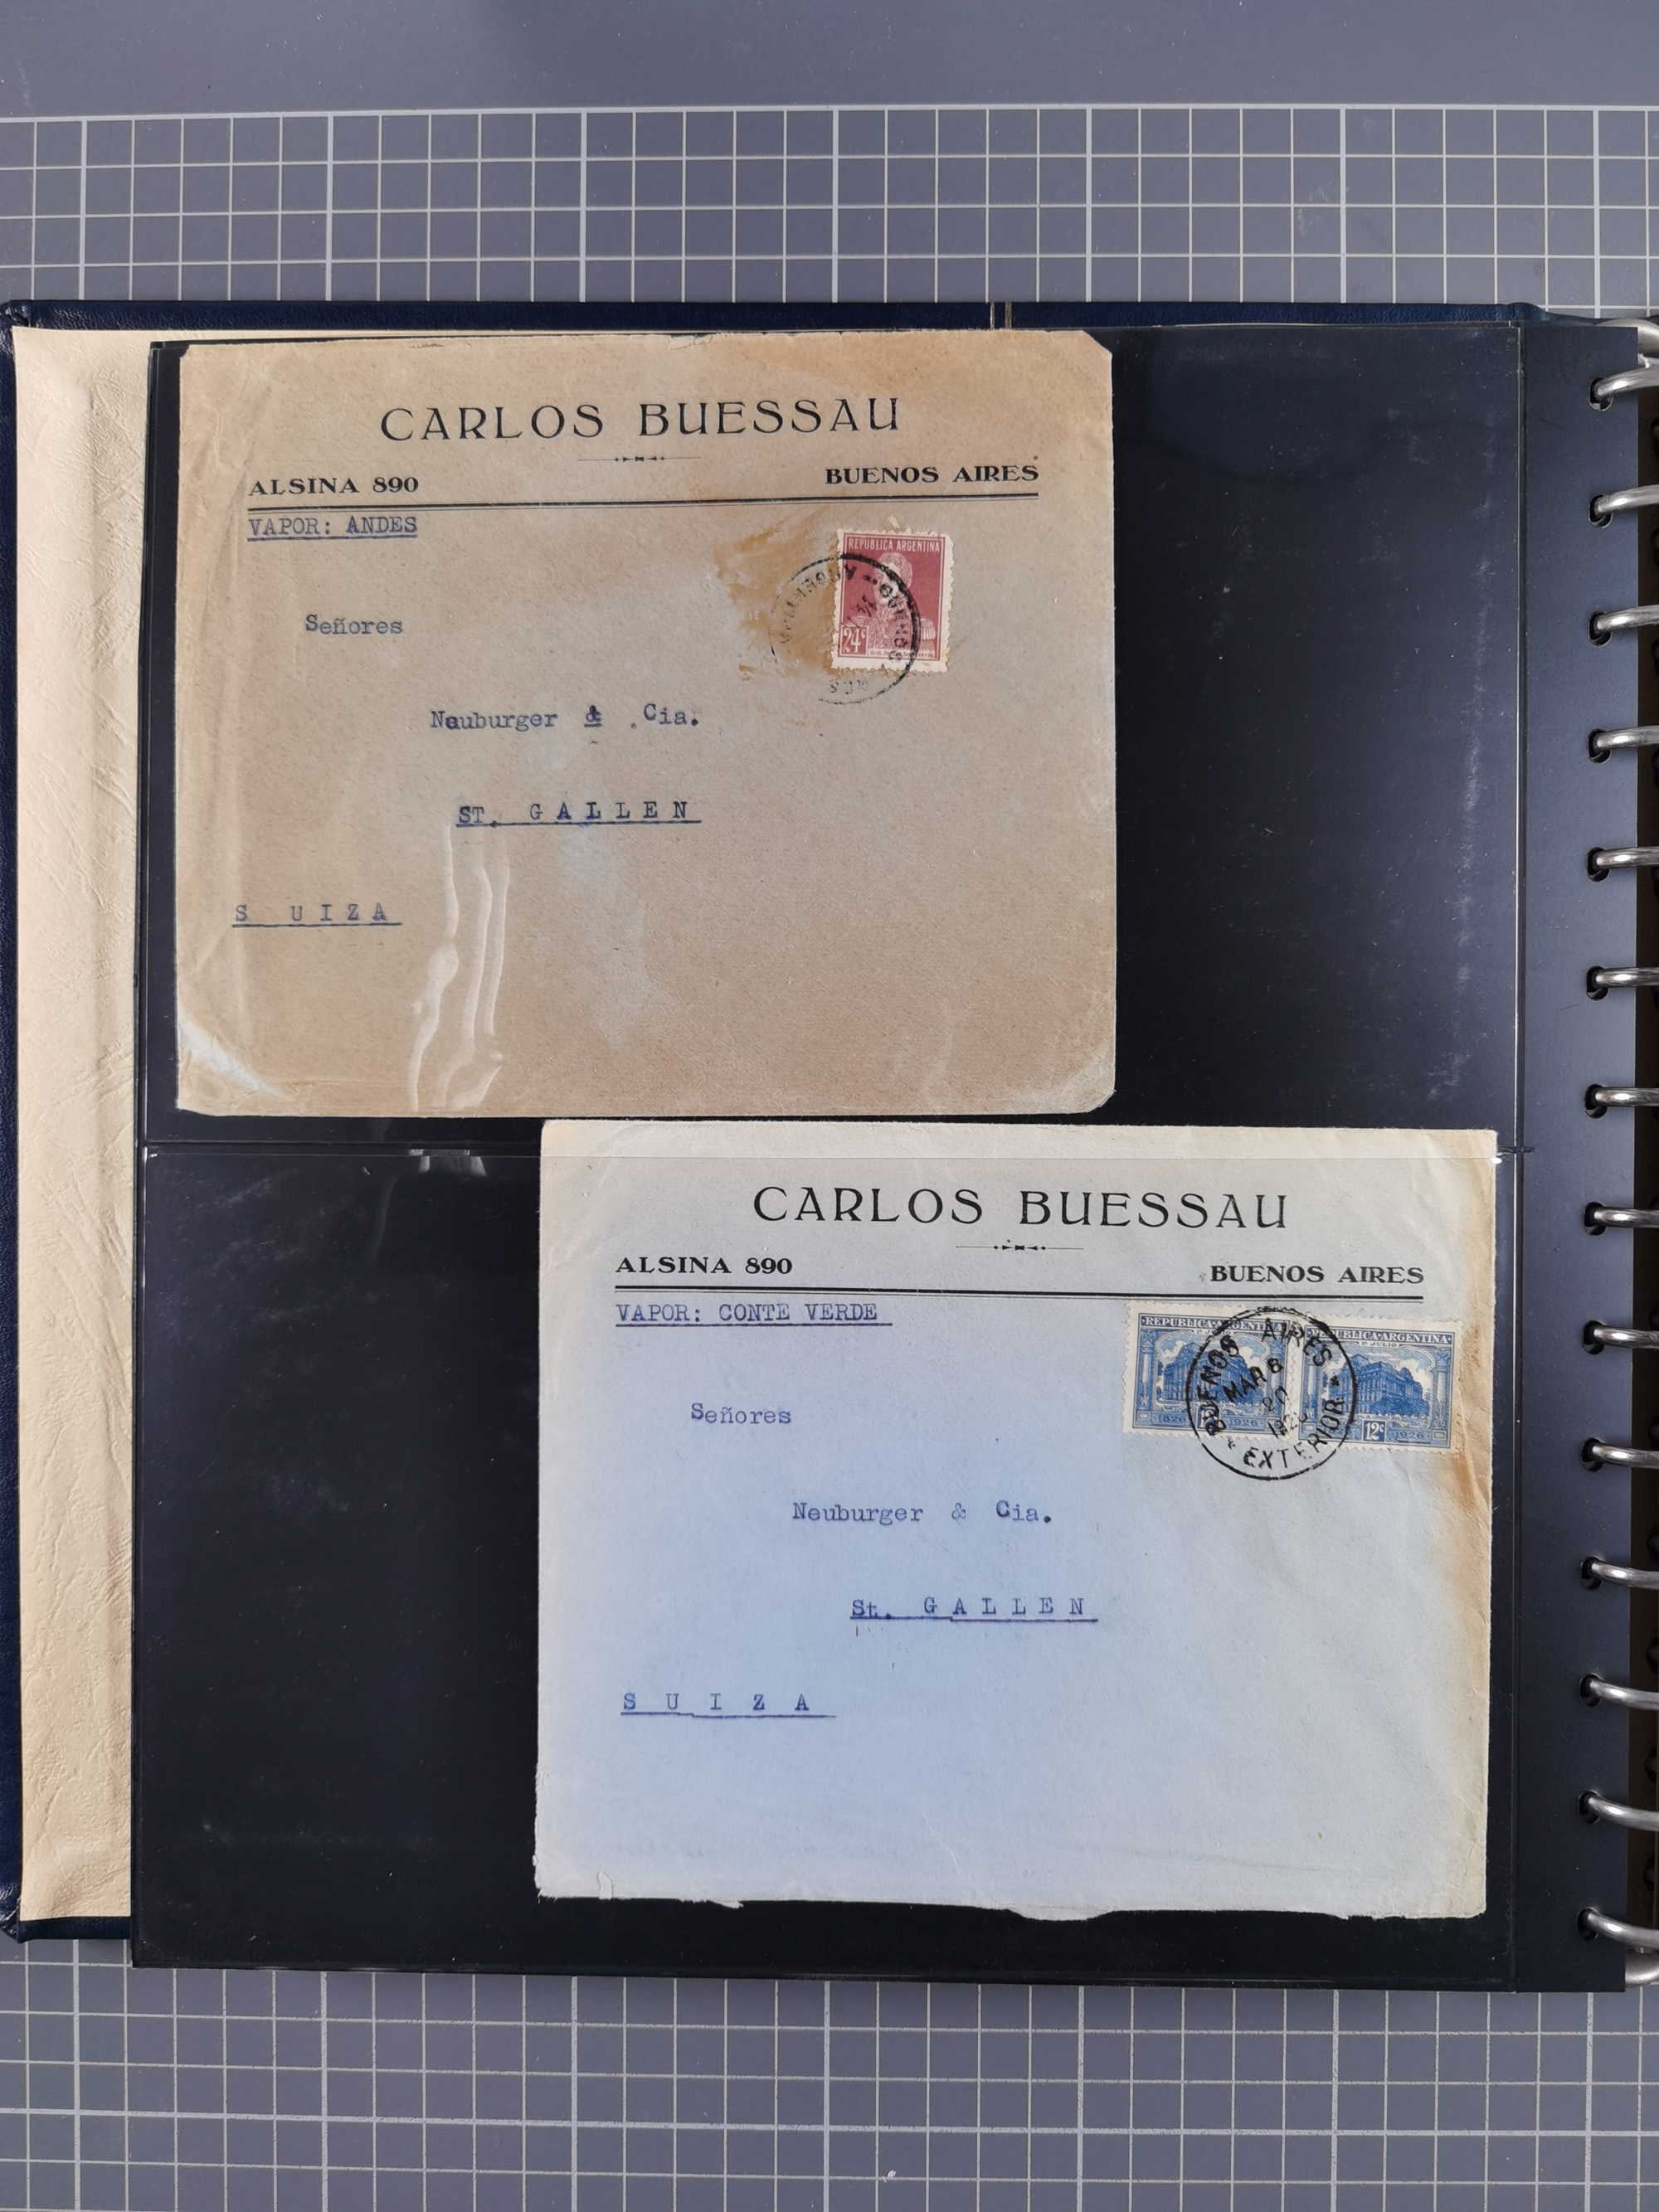 CARLOS BUESSAU
ALSINA 890 BUENOS AIRES
VAPOR: ANDES
REPUBLICA ARGENTINA
24c
Señores
Neuburger & Cia.
ST. GALLEN
S UIZA
CARLOS BUESSAU
ALSINA 890 BUENOS AIRES
VAPOR: CONTE VERDE
REPUBLICA ARGENTINA
REPUBLICA ARGENTINA
1826 1926
12c 1926
BUENOS AIRES
MAR 6
20
EXTERIOR
Señores
Neuburger & Cia.
St. GALLEN
S U I Z A